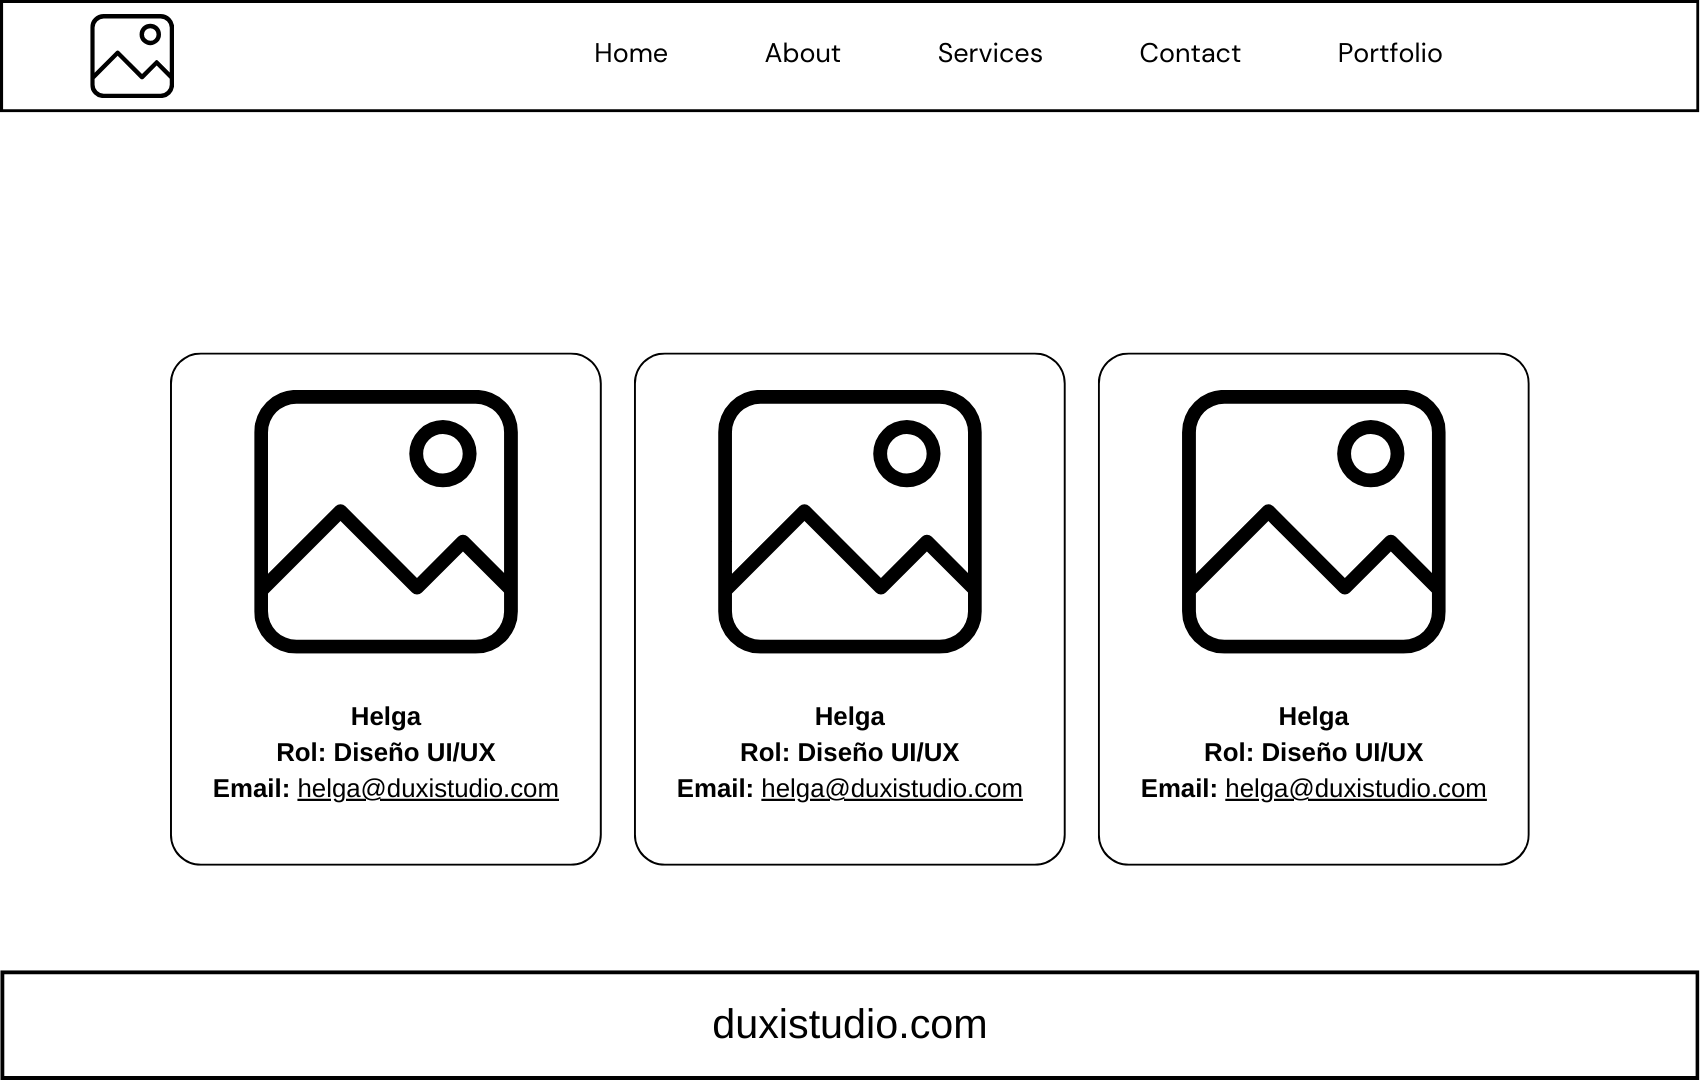 Home About Services Contact Portfolio
Helga
Rol: Diseño UI/UX
Email: helga@duxistudio.com
Helga
Rol: Diseño UI/UX
Email: helga@duxistudio.com
Helga
Rol: Diseño UI/UX
Email: helga@duxistudio.com
duxistudio.com